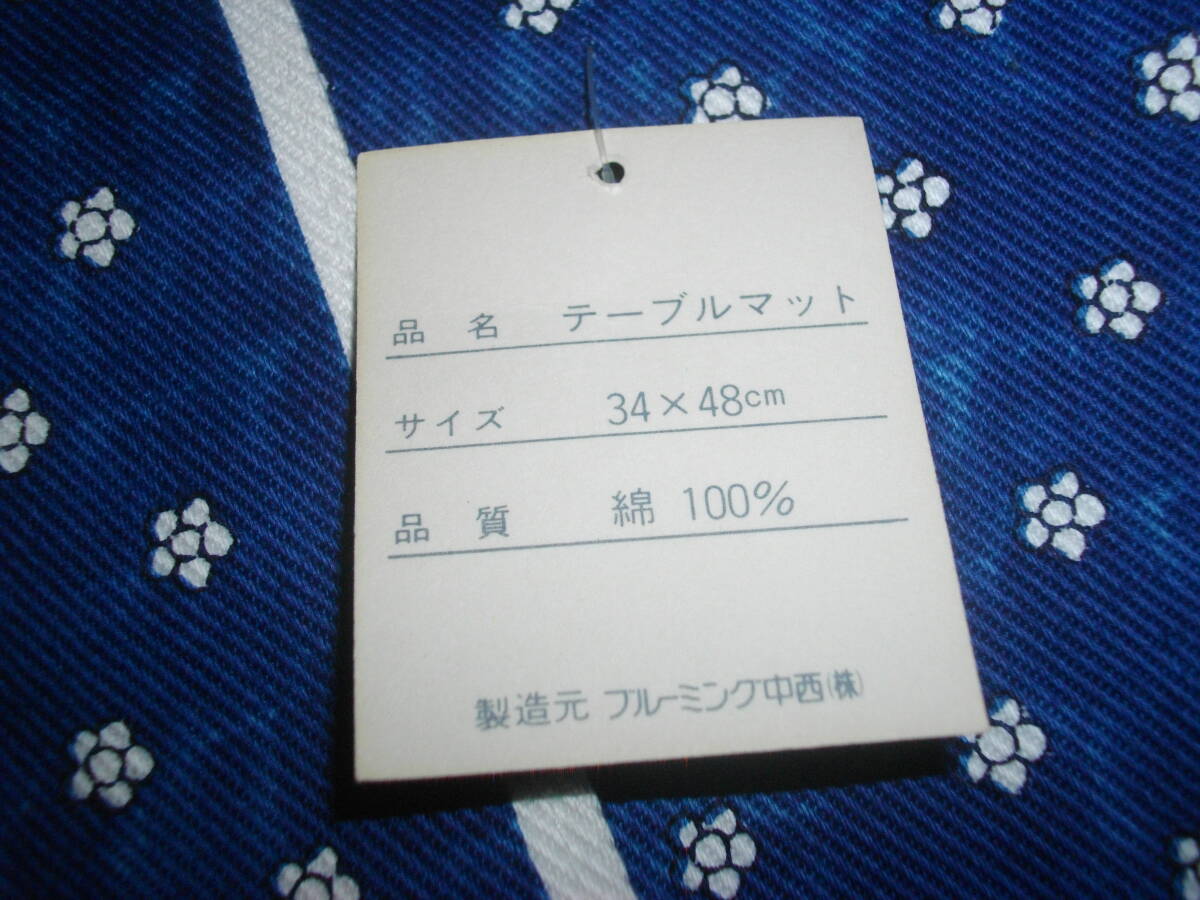 品 名 テーブルマット
サイズ 34×48cm
品 質 綿 100%
製造元 ブルーミング中西(株)